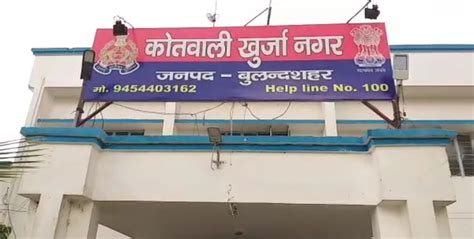 कोतवाली खुर्जा नगर
जनपद - बुलन्दशहर
मो. 9454403162 Help line No. 100